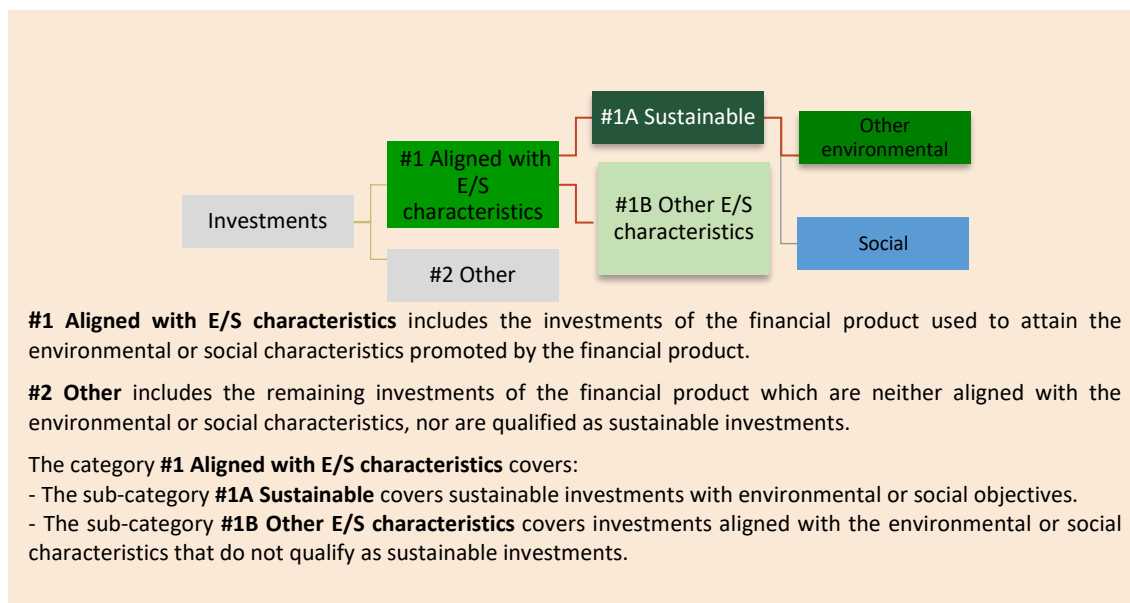 #1A Sustainable
Other
environmental
#1 Aligned with
E/S
characteristics
#1B Other E/S
characteristics
Investments
Social
#2 Other
#1 Aligned with E/S characteristics includes the investments of the financial product used to attain the
environmental or social characteristics promoted by the financial product.
#2 Other includes the remaining investments of the financial product which are neither aligned with the
environmental or social characteristics, nor are qualified as sustainable investments.
The category #1 Aligned with E/S characteristics covers:
- The sub-category #1A Sustainable covers sustainable investments with environmental or social objectives.
- The sub-category #1B Other E/S characteristics covers investments aligned with the environmental or social
characteristics that do not qualify as sustainable investments.